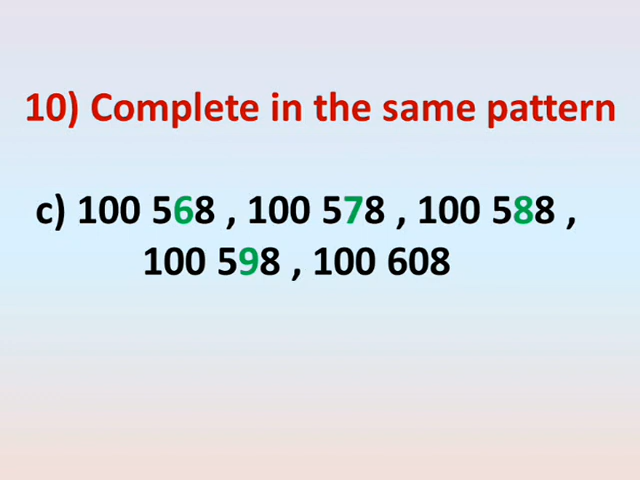 10) Complete in the same pattern
c) 100 568 , 100 578 , 100 588 ,
100 598 , 100 608